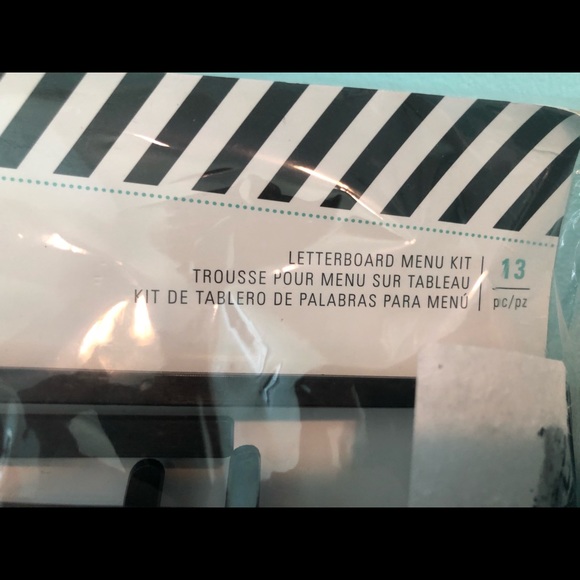 LETTERBOARD MENU KIT
TROUSSE POUR MENU SUR TABLEAU
KIT DE TABLERO DE PALABRAS PARA MENÚ
13
pc/pz